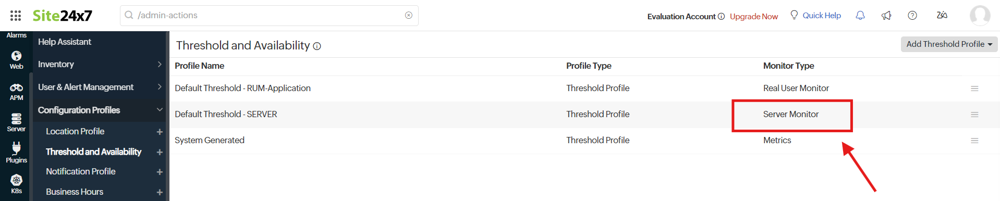 Site24x7
/admin-actions
Evaluation Account
Upgrade Now
Quick Help
Alarms
Web
APM
Server
Plugins
K8s
Help Assistant
Inventory
User & Alert Management
Configuration Profiles
Location Profile
Threshold and Availability
Notification Profile
Business Hours
Threshold and Availability
Add Threshold Profile
Profile Name Profile Type Monitor Type
Default Threshold - RUM-Application Threshold Profile Real User Monitor
Default Threshold - SERVER Threshold Profile Server Monitor
System Generated Threshold Profile Metrics